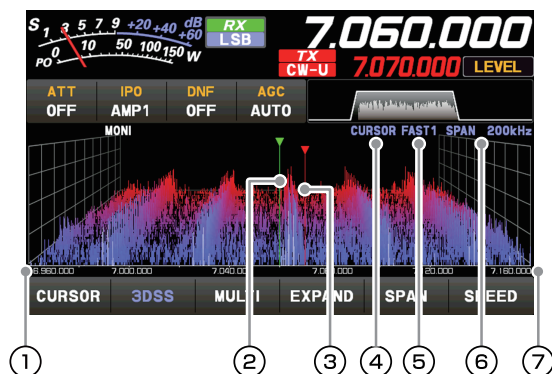 S 1 3 5 7 9 +20 +40 +60 dB
PO 0 10 50 100 150 W
RX
LSB
7.060.000
TX
CW-U
7.070.000
LEVEL
ATT IPO DNF AGC
OFF AMP1 OFF AUTO
MONI
CURSOR FAST1 SPAN 200kHz
6.960.000 7.000.000 7.040.000 7.120.000 7.160.000
CURSOR 3DSS MULTI EXPAND SPAN SPEED
1 2 3 4 5 6 7